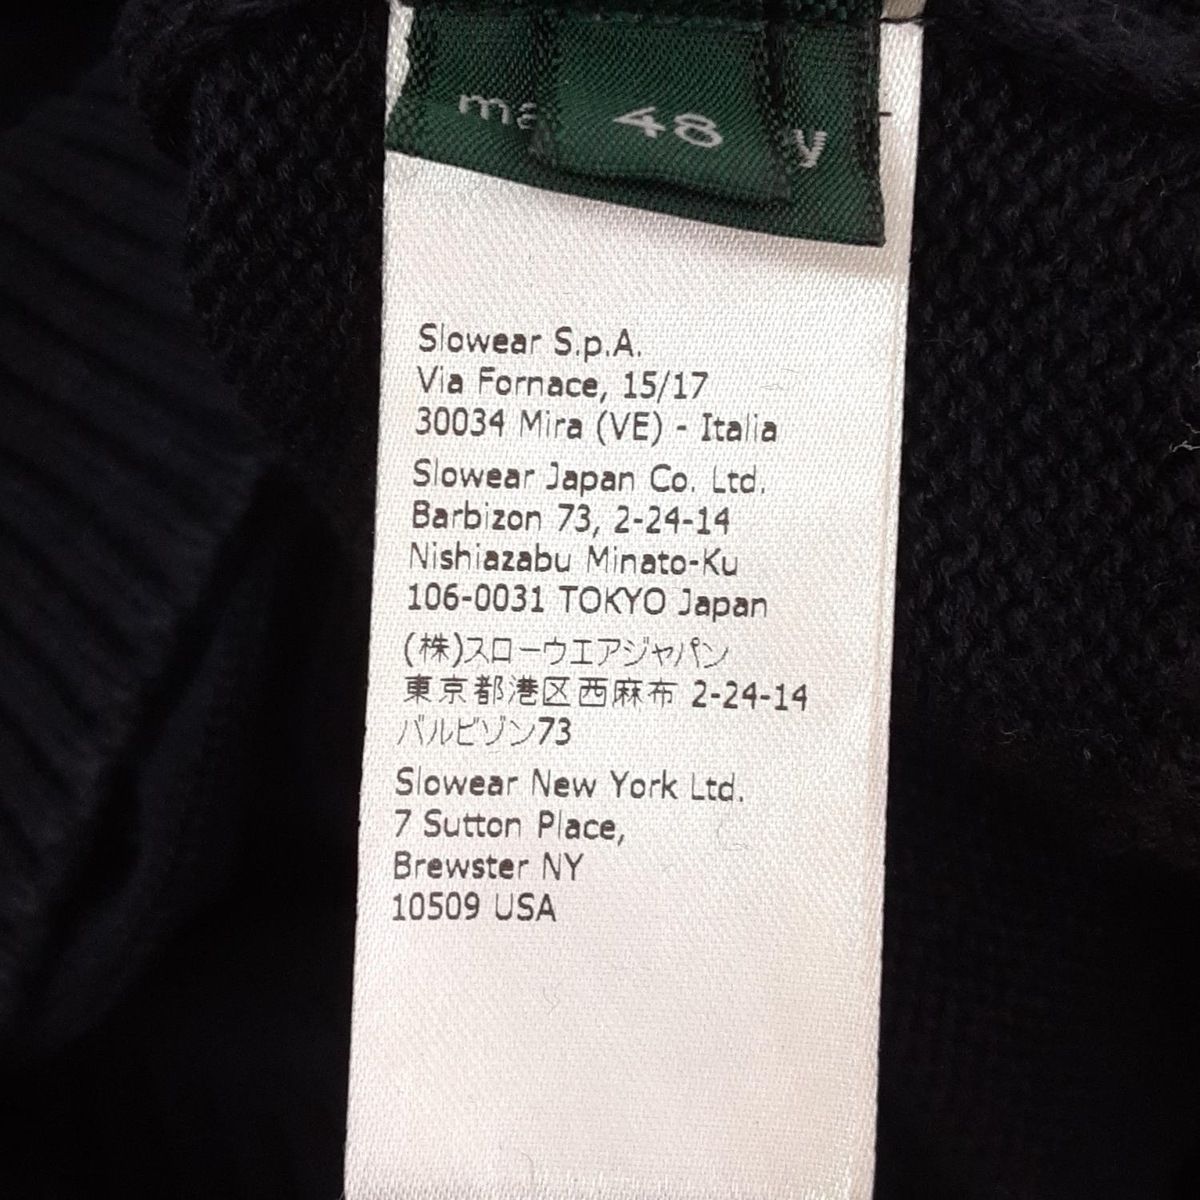 48
y
Slowear S.p.A.
Via Fornace, 15/17
30034 Mira (VE) - Italia
Slowear Japan Co. Ltd.
Barbizon 73, 2-24-14
Nishiazabu Minato-Ku
106-0031 TOKYO Japan
(株)スローウエアジャパン
東京都港区西麻布 2-24-14
バルビゾン73
Slowear New York Ltd.
7 Sutton Place,
Brewster NY
10509 USA